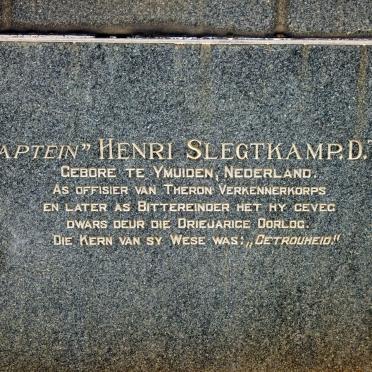 APTEIN" HENRI SLEGTKAMP. D.T
GEBORE TE YMUIDEN, NEDERLAND.
AS OFFISIER VAN THERON VERKENNERKORPS
EN LATER AS BITTEREINDER HET HY GEVEG
DWARS DEUR DIE DRIEJARIGE OORLOG.
DIE KERN VAN SY WESE WAS: „GETROUHEID!"